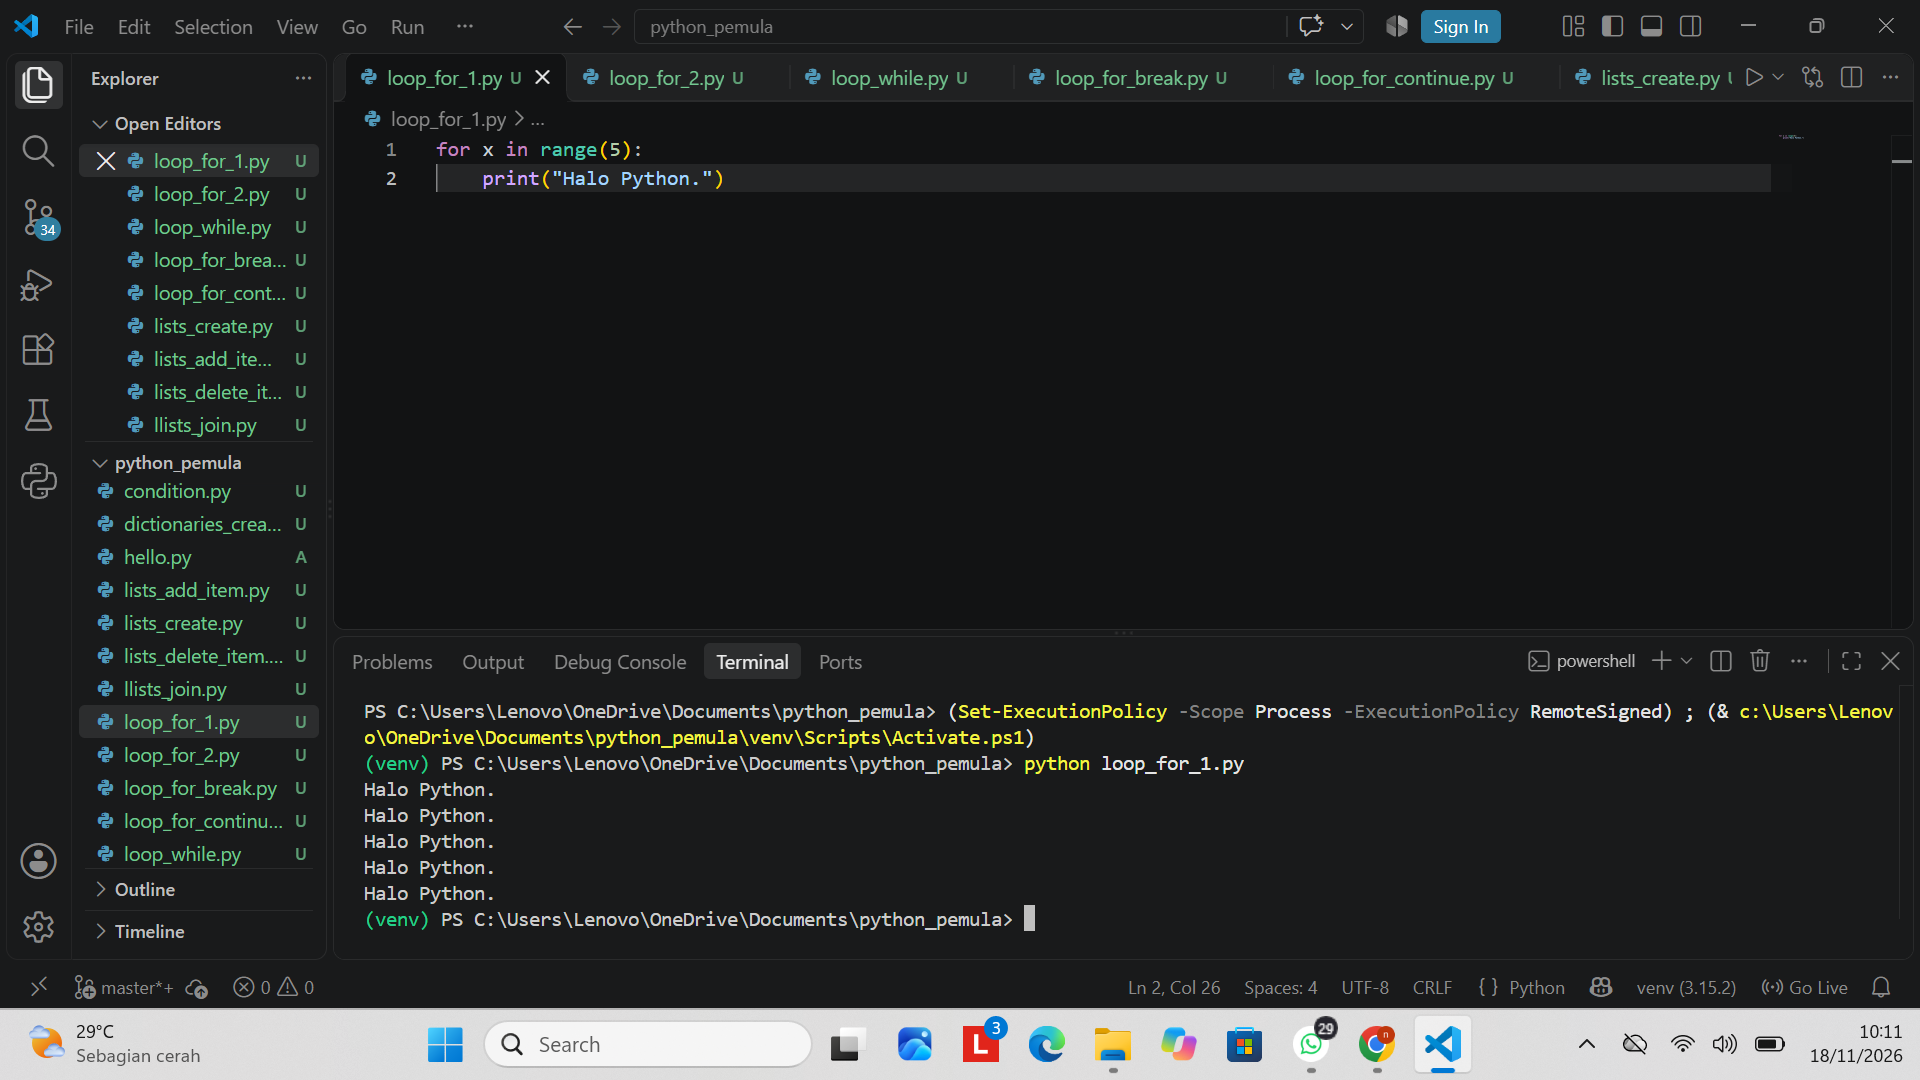 File Edit Selection View Go Run ... python_pemula Sign In
Explorer ...
Open Editors
loop_for_1.py U
loop_for_2.py U
loop_while.py U
loop_for_brea... U
loop_for_cont... U
lists_create.py U
lists_add_ite... U
lists_delete_it... U
llists_join.py U
python_pemula
condition.py U
dictionaries_crea... U
hello.py A
lists_add_item.py U
lists_create.py U
lists_delete_item.... U
llists_join.py U
loop_for_1.py U
loop_for_2.py U
loop_for_break.py U
loop_for_continu... U
loop_while.py U
Outline
Timeline
34
loop_for_1.py U loop_for_2.py U loop_while.py U loop_for_break.py U loop_for_continue.py U lists_create.py
loop_for_1.py > ...
1 for x in range(5):
2 print("Halo Python.")
Problems Output Debug Console Terminal Ports powershell
PS C:\Users\Lenovo\OneDrive\Documents\python_pemula> (Set-ExecutionPolicy -Scope Process -ExecutionPolicy RemoteSigned) ; (& c:\Users\Lenov
o\OneDrive\Documents\python_pemula\venv\Scripts\Activate.ps1)
(venv) PS C:\Users\Lenovo\OneDrive\Documents\python_pemula> python loop_for_1.py
Halo Python.
Halo Python.
Halo Python.
Halo Python.
Halo Python.
(venv) PS C:\Users\Lenovo\OneDrive\Documents\python_pemula>
master*+ 0 0 Ln 2, Col 26 Spaces: 4 UTF-8 CRLF { } Python venv (3.15.2) Go Live
29°C
Sebagian cerah
Search
L 3
29
n
10:11
18/11/2026